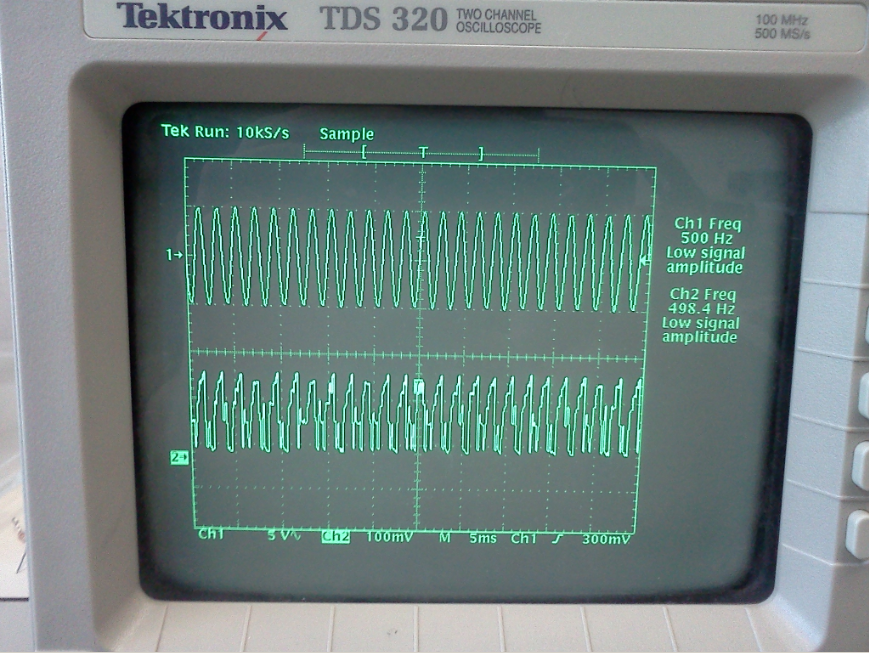 Tektronix TDS 320 TWO CHANNEL OSCILLOSCOPE
100 MHz
500 MS/s
Tek Run: 10kS/s Sample
[ T ]
1→
Ch1 Freq
500 Hz
Low signal
amplitude
Ch2 Freq
498.4 Hz
Low signal
amplitude
2→
Ch1 5 V∿ Ch2 100mV M 5ms Ch1 ƒ 300mV